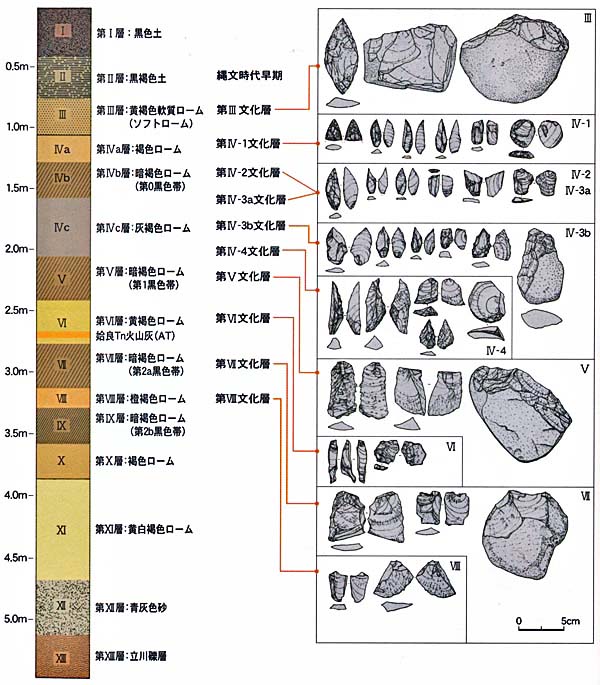 I
第Ⅰ層:黒色土
0.5m
II
第Ⅱ層:黒褐色土
縄文時代早期
III
第Ⅲ層:黄褐色軟質ローム
(ソフトローム)
第Ⅲ文化層
1.0m
IVa
第Ⅳa層:褐色ローム
第Ⅳ-1文化層
IVb
第Ⅳb層:暗褐色ローム
(第0黒色帯)
第Ⅳ-2文化層
1.5m
第Ⅳ-3a文化層
IVc
第Ⅳc層:灰褐色ローム
第Ⅳ-3b文化層
2.0m
第Ⅳ-4文化層
V
第Ⅴ層:暗褐色ローム
(第1黒色帯)
第Ⅴ文化層
2.5m
VI
第Ⅵ層:黄褐色ローム
姶良Tn火山灰(AT)
第Ⅵ文化層
VII
第Ⅶ層:暗褐色ローム
(第2a黒色帯)
第Ⅶ文化層
3.0m
VIII
第Ⅷ層:橙褐色ローム
第Ⅷ文化層
IX
第Ⅸ層:暗褐色ローム
(第2b黒色帯)
3.5m
X
第Ⅹ層:褐色ローム
4.0m
XI
第Ⅺ層:黄白褐色ローム
4.5m
XII
第Ⅻ層:青灰色砂
5.0m
XIII
第XIII層:立川礫層
III
IV-1
IV-2
IV-3a
IV-3b
IV-4
V
VI
VII
VIII
0
5cm